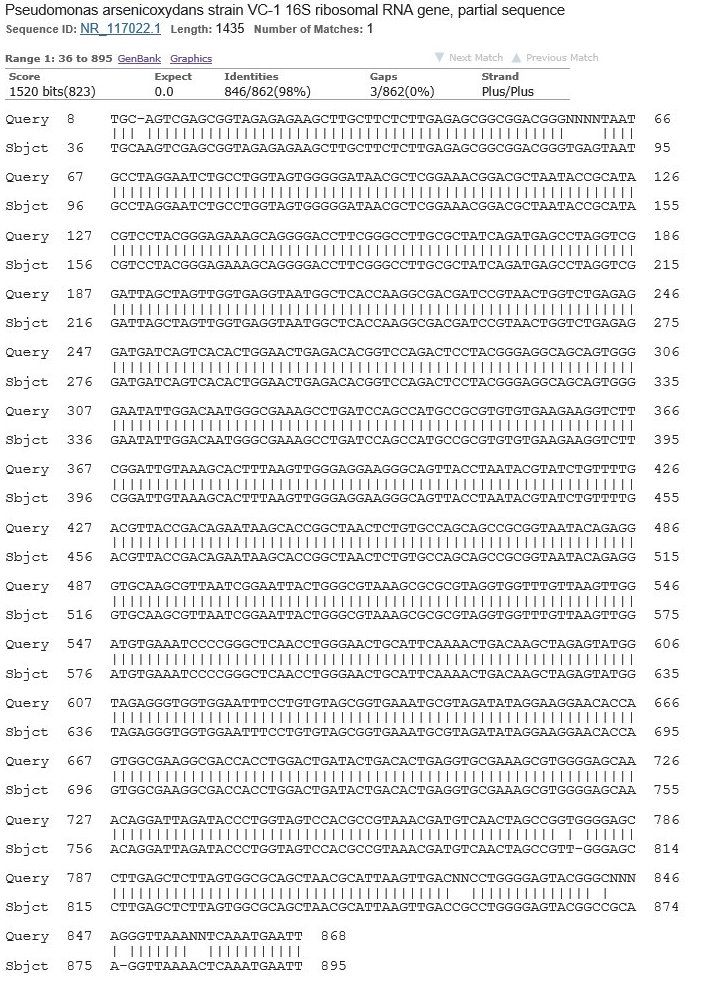 Pseudomonas arsenicoxydans strain VC-1 16S ribosomal RNA gene, partial sequence
Sequence ID: NR_117022.1 Length: 1435 Number of Matches: 1
Range 1: 36 to 895 GenBank Graphics ▼ Next Match ▲ Previous Match
Score Expect Identities Gaps Strand
1520 bits(823) 0.0 846/862(98%) 3/862(0%) Plus/Plus
Query 8 TGC-AGTCGAGCGGTAGAGAGAAGCTTGCTTCTCTTGAGAGCGGCGGACGGGNNNNTAAT 66
Sbjct 36 TGCAAGTCGAGCGGTAGAGAGAAGCTTGCTTCTCTTGAGAGCGGCGGACGGGTGAGTAAT 95
Query 67 GCCTAGGAATCTGCCTGGTAGTGGGGGATAACGCTCGGAAACGGACGCTAATACCGCATA 126
Sbjct 96 GCCTAGGAATCTGCCTGGTAGTGGGGGATAACGCTCGGAAACGGACGCTAATACCGCATA 155
Query 127 CGTCCTACGGGAGAAAGCAGGGGACCTTCGGGCCTTGCGCTATCAGATGAGCCTAGGTCG 186
Sbjct 156 CGTCCTACGGGAGAAAGCAGGGGACCTTCGGGCCTTGCGCTATCAGATGAGCCTAGGTCG 215
Query 187 GATTAGCTAGTTGGTGAGGTAATGGCTCACCAAGGCGACGATCCGTAACTGGTCTGAGAG 246
Sbjct 216 GATTAGCTAGTTGGTGAGGTAATGGCTCACCAAGGCGACGATCCGTAACTGGTCTGAGAG 275
Query 247 GATGATCAGTCACACTGGAACTGAGACACGGTCCAGACTCCTACGGGAGGCAGCAGTGGG 306
Sbjct 276 GATGATCAGTCACACTGGAACTGAGACACGGTCCAGACTCCTACGGGAGGCAGCAGTGGG 335
Query 307 GAATATTGGACAATGGGCGAAAGCCTGATCCAGCCATGCCGCGTGTGTGAAGAAGGTCTT 366
Sbjct 336 GAATATTGGACAATGGGCGAAAGCCTGATCCAGCCATGCCGCGTGTGTGAAGAAGGTCTT 395
Query 367 CGGATTGTAAAGCACTTTAAGTTGGGAGGAAGGGCAGTTACCTAATACGTATCTGTTTTG 426
Sbjct 396 CGGATTGTAAAGCACTTTAAGTTGGGAGGAAGGGCAGTTACCTAATACGTATCTGTTTTG 455
Query 427 ACGTTACCGACAGAATAAGCACCGGCTAACTCTGTGCCAGCAGCCGCGGTAATACAGAGG 486
Sbjct 456 ACGTTACCGACAGAATAAGCACCGGCTAACTCTGTGCCAGCAGCCGCGGTAATACAGAGG 515
Query 487 GTGCAAGCGTTAATCGGAATTACTGGGCGTAAAGCGCGCGTAGGTGGTTTGTTAAGTTGG 546
Sbjct 516 GTGCAAGCGTTAATCGGAATTACTGGGCGTAAAGCGCGCGTAGGTGGTTTGTTAAGTTGG 575
Query 547 ATGTGAAATCCCCGGGCTCAACCTGGGAACTGCATTCAAAACTGACAAGCTAGAGTATGG 606
Sbjct 576 ATGTGAAATCCCCGGGCTCAACCTGGGAACTGCATTCAAAACTGACAAGCTAGAGTATGG 635
Query 607 TAGAGGGTGGTGGAATTTCCTGTGTAGCGGTGAAATGCGTAGATATAGGAAGGAACACCA 666
Sbjct 636 TAGAGGGTGGTGGAATTTCCTGTGTAGCGGTGAAATGCGTAGATATAGGAAGGAACACCA 695
Query 667 GTGGCGAAGGCGACCACCTGGACTGATACTGACACTGAGGTGCGAAAGCGTGGGGAGCAA 726
Sbjct 696 GTGGCGAAGGCGACCACCTGGACTGATACTGACACTGAGGTGCGAAAGCGTGGGGAGCAA 755
Query 727 ACAGGATTAGATACCCTGGTAGTCCACGCCGTAAACGATGTCAACTAGCCGGTGGGGAGC 786
Sbjct 756 ACAGGATTAGATACCCTGGTAGTCCACGCCGTAAACGATGTCAACTAGCCGTT-GGGAGC 814
Query 787 CTTGAGCTCTTAGTGGCGCAGCTAACGCATTAAGTTGACNNCCTGGGGAGTACGGGCNNN 846
Sbjct 815 CTTGAGCTCTTAGTGGCGCAGCTAACGCATTAAGTTGACCGCCTGGGGAGTACGGCCGCA 874
Query 847 AGGGTTAAANNTCAAATGAATT 868
Sbjct 875 A-GGTTAAAACTCAAATGAATT 895